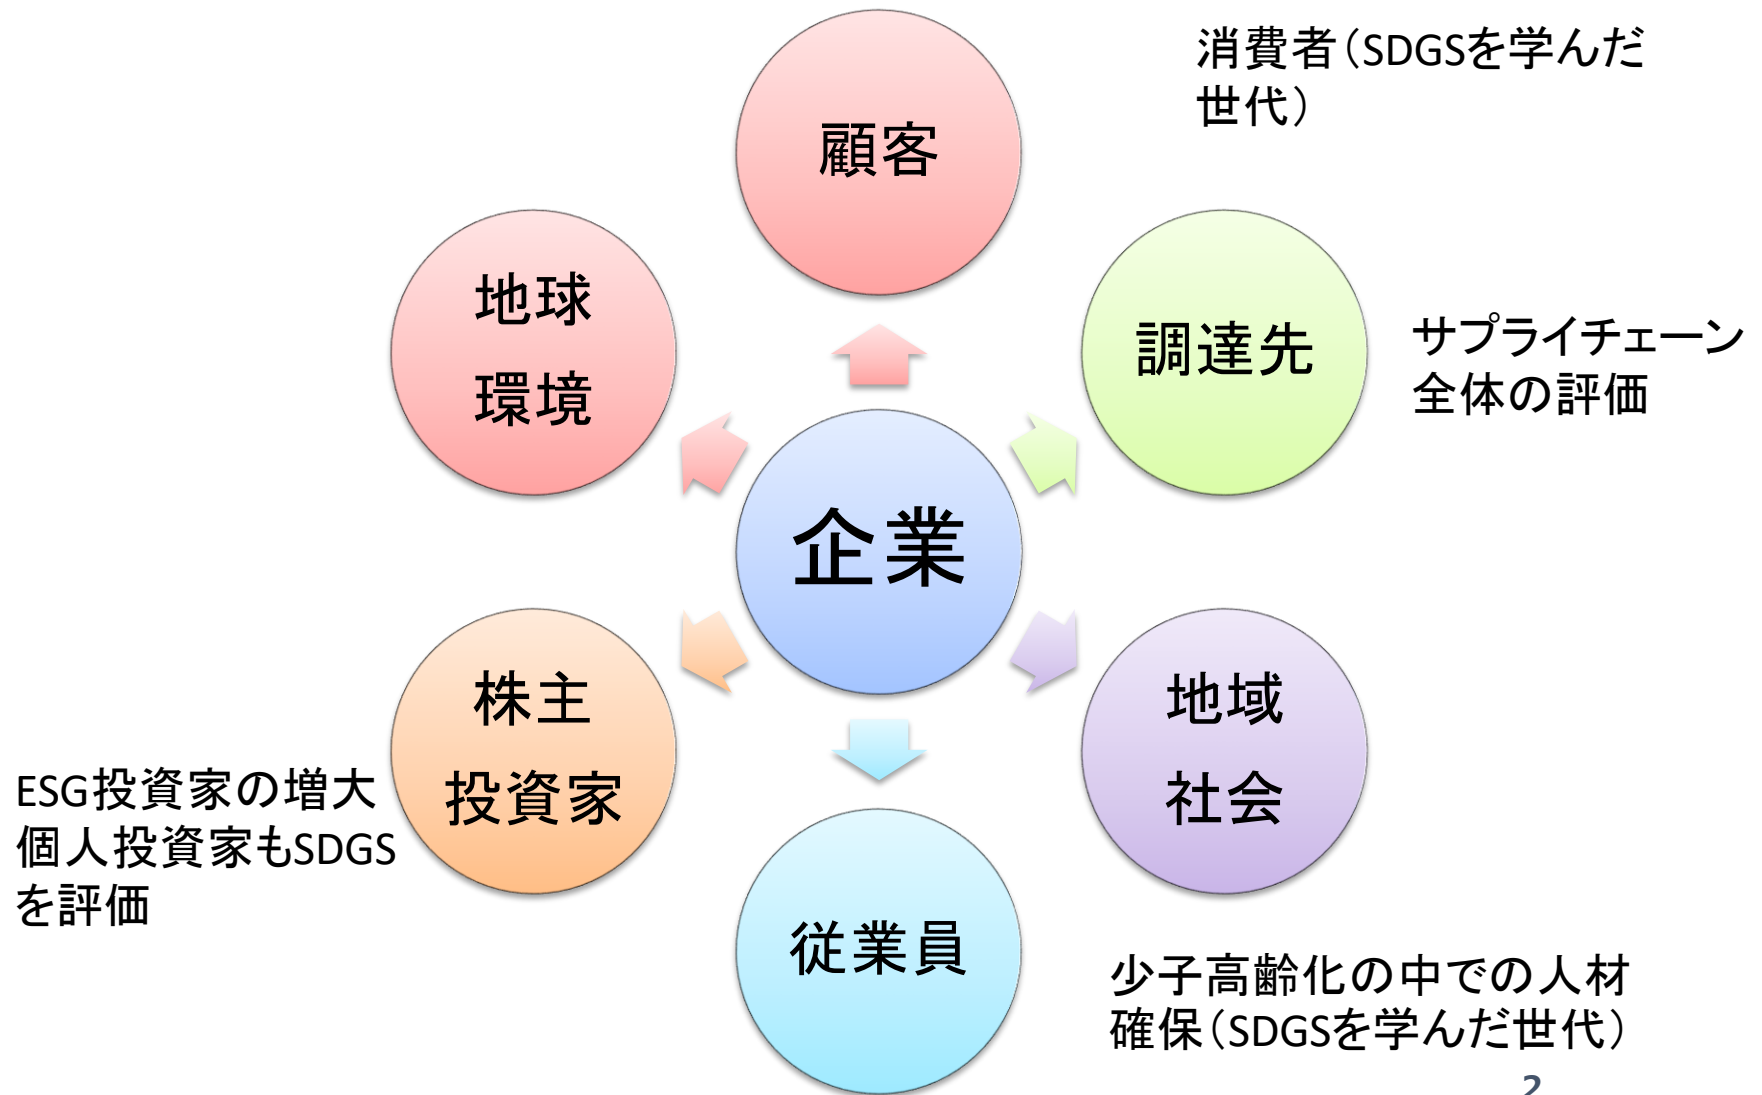 顧客
消費者（SDGSを学んだ
世代）
地球
環境
調達先
サプライチェーン
全体の評価
企業
株主
投資家
ESG投資家の増大
個人投資家もSDGS
を評価
地域
社会
従業員
少子高齢化の中での人材
確保（SDGSを学んだ世代）
2